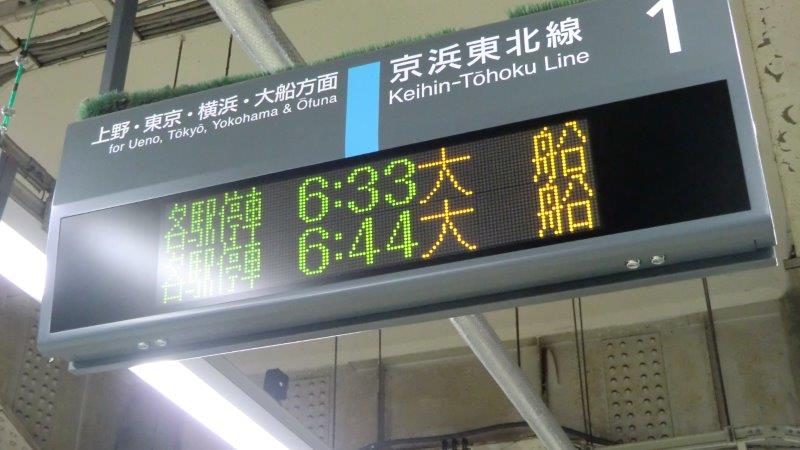 上野・東京・横浜・大船方面
for Ueno, Tōkyō, Yokohama & Ōfuna
京浜東北線
Keihin-Tōhoku Line
1
各駅停車 6:33 大船
各駅停車 6:44 大船